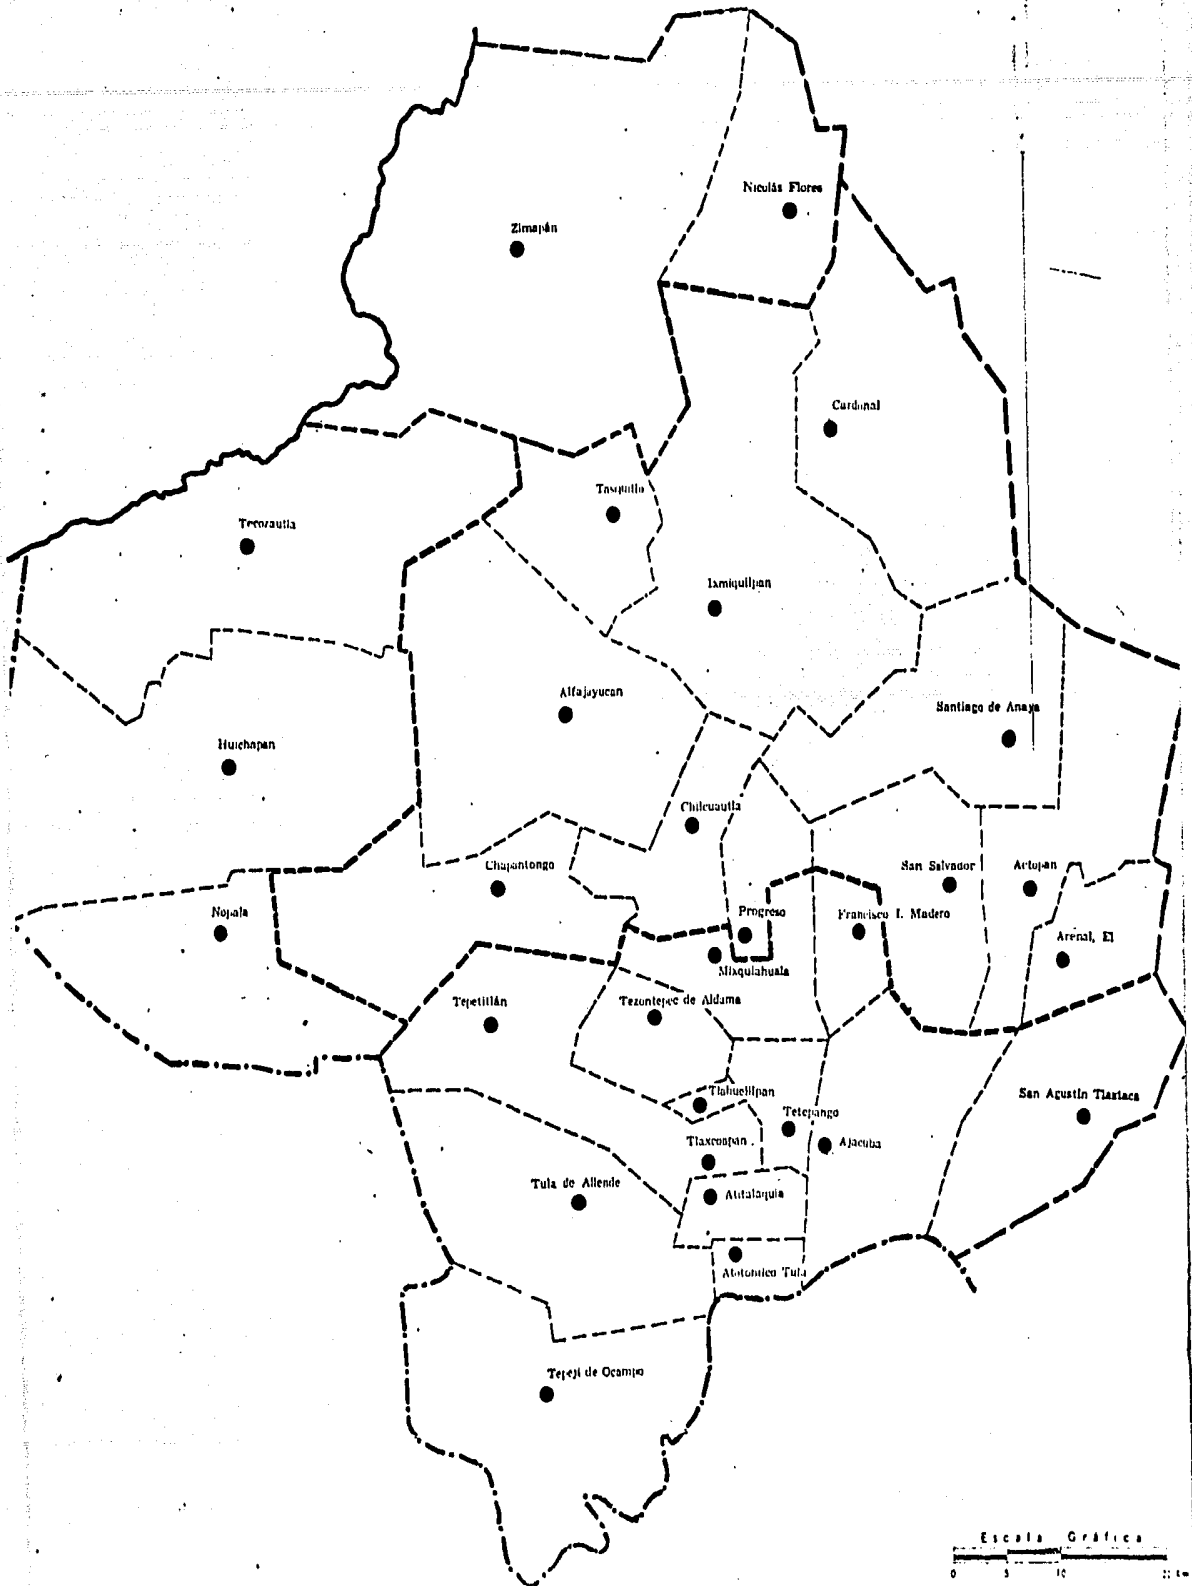 Nicolás Flores
Zimapán
Cardonal
Tasquillo
Tecozautla
Ixmiquilpan
Alfajayucan
Santiago de Anaya
Huichapan
Chilcuautla
Chapantongo
San Salvador
Actopan
Nopala
Progreso
Francisco I. Madero
Arenal, El
Mixquiahuala
Tepetitlán
Tezontepec de Aldama
Tlahuelilpan
San Agustín Tlaxiaca
Tetepango
Tlaxcoapan
Ajacuba
Tula de Allende
Atitalaquia
Atotonilco Tula
Tepeji de Ocampo
Escala Gráfica
0 5 10